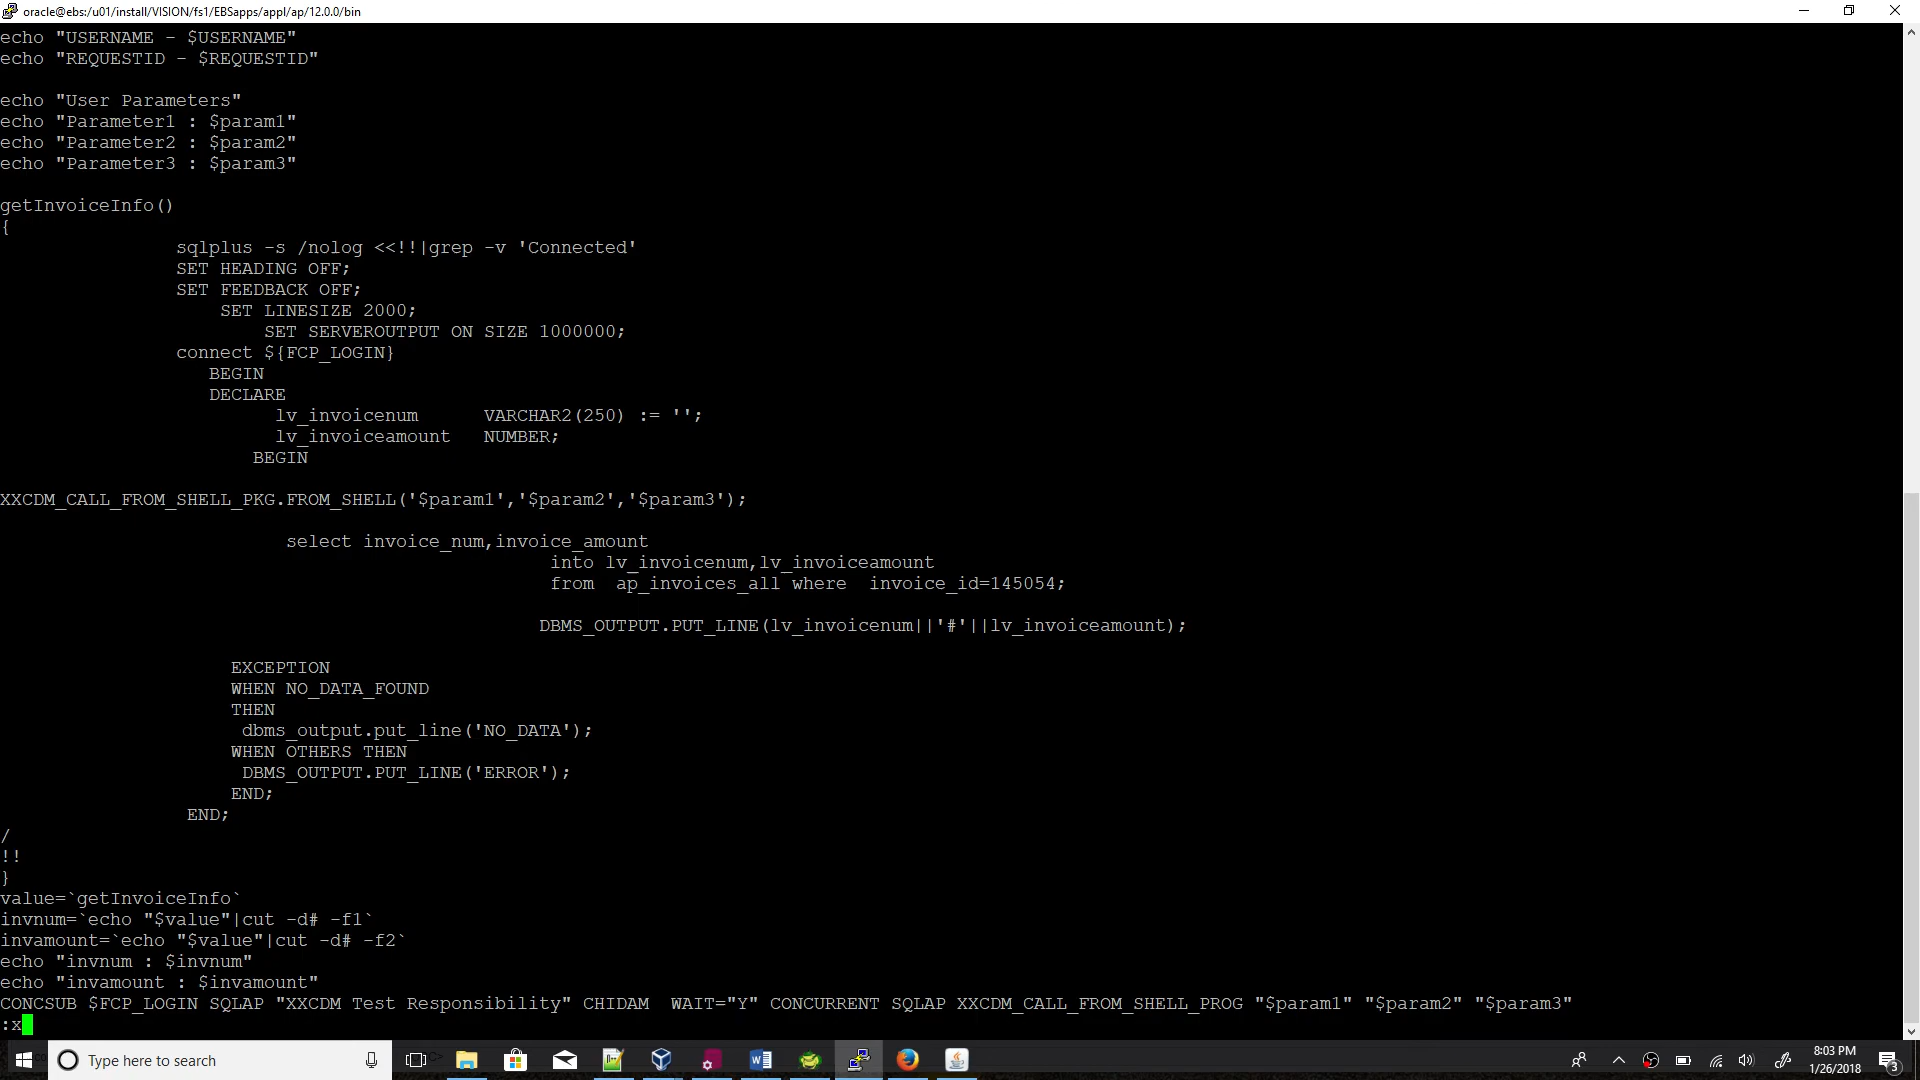 oracle@ebs:/u01/install/VISION/fs1/EBSapps/appl/ap/12.0.0/bin
echo "USERNAME - $USERNAME"
echo "REQUESTID - $REQUESTID"
echo "User Parameters"
echo "Parameter1 : $param1"
echo "Parameter2 : $param2"
echo "Parameter3 : $param3"
getInvoiceInfo()
{
sqlplus -s /nolog <<!!|grep -v 'Connected'
SET HEADING OFF;
SET FEEDBACK OFF;
SET LINESIZE 2000;
SET SERVEROUTPUT ON SIZE 1000000;
connect ${FCP_LOGIN}
BEGIN
DECLARE
lv_invoicenum      VARCHAR2(250) := '';
lv_invoiceamount   NUMBER;
BEGIN
XXCDM_CALL_FROM_SHELL_PKG.FROM_SHELL('$param1','$param2','$param3');
select invoice_num,invoice_amount
into lv_invoicenum,lv_invoiceamount
from  ap_invoices_all where  invoice_id=145054;
DBMS_OUTPUT.PUT_LINE(lv_invoicenum||'#'||lv_invoiceamount);
EXCEPTION
WHEN NO_DATA_FOUND
THEN
dbms_output.put_line('NO_DATA');
WHEN OTHERS THEN
DBMS_OUTPUT.PUT_LINE('ERROR');
END;
END;
/
!!
}
value=`getInvoiceInfo`
invnum=`echo "$value"|cut -d# -f1`
invamount=`echo "$value"|cut -d# -f2`
echo "invnum : $invnum"
echo "invamount : $invamount"
CONCSUB $FCP_LOGIN SQLAP "XXCDM Test Responsibility" CHIDAM  WAIT="Y" CONCURRENT SQLAP XXCDM_CALL_FROM_SHELL_PROG "$param1" "$param2" "$param3"
:x
Type here to search
8:03 PM
1/26/2018
3